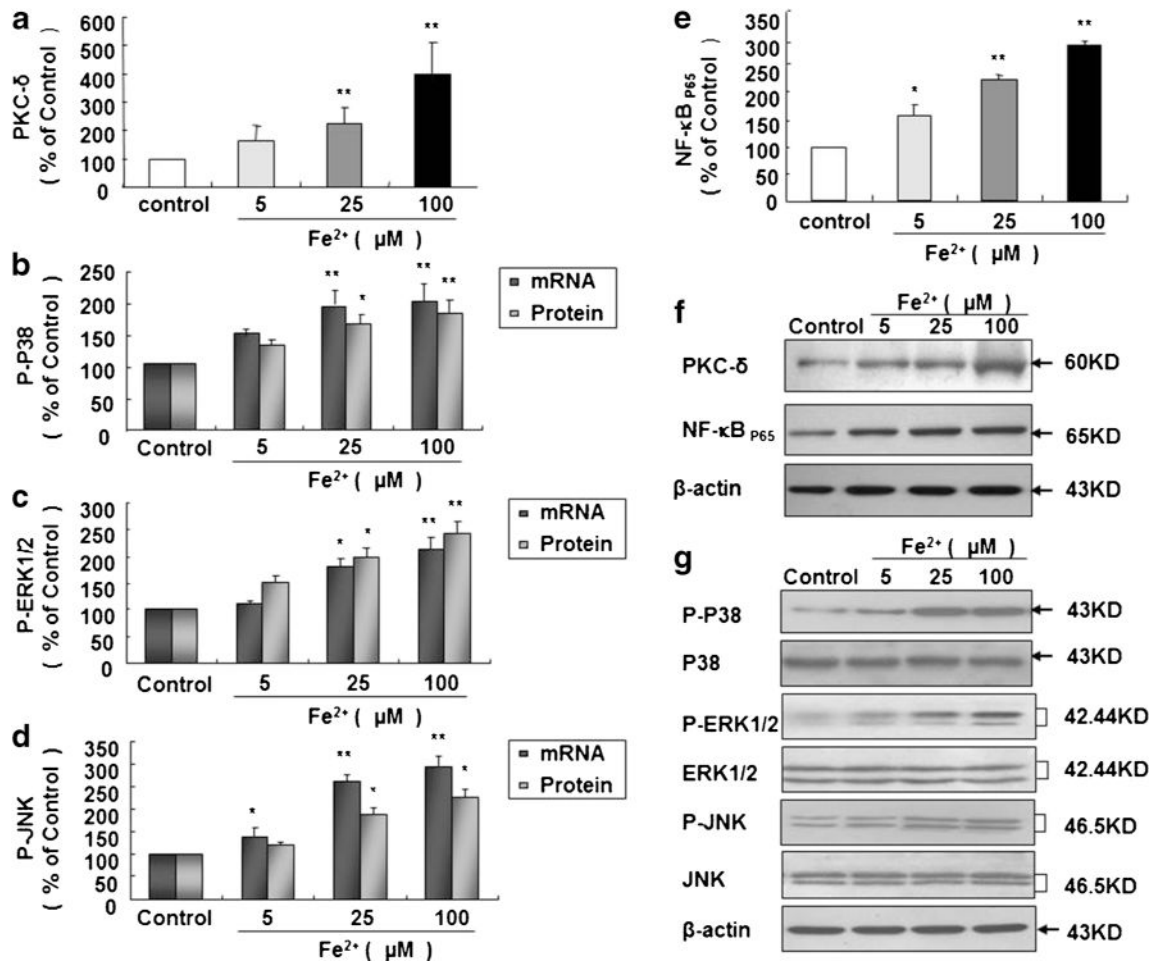 a
PKC-δ
( % of Control )
600
400
200
100
0
**
**
control 5 25 100
Fe²⁺ ( μM )
b
P-P38
( % of Control )
250
200
150
100
50
0
** **
* **
mRNA
Protein
Control 5 25 100
Fe²⁺ ( μM )
c
P-ERK1/2
( % of Control )
300
250
200
150
100
50
0
* * ** **
mRNA
Protein
Control 5 25 100
Fe²⁺ ( μM )
d
P-JNK
( % of Control )
350
300
250
200
150
100
50
0
* ** * ** *
mRNA
Protein
Control 5 25 100
Fe²⁺ ( μM )
e
NF-κB P65
( % of Control )
350
300
200
150
100
50
0
* ** **
control 5 25 100
Fe²⁺ ( μM )
f
Fe²⁺ ( μM )
Control 5 25 100
PKC-δ 60KD
NF-κB P65 65KD
β-actin 43KD
g
Fe²⁺ ( μM )
Control 5 25 100
P-P38 43KD
P38 43KD
P-ERK1/2 42.44KD
ERK1/2 42.44KD
P-JNK 46.5KD
JNK 46.5KD
β-actin 43KD